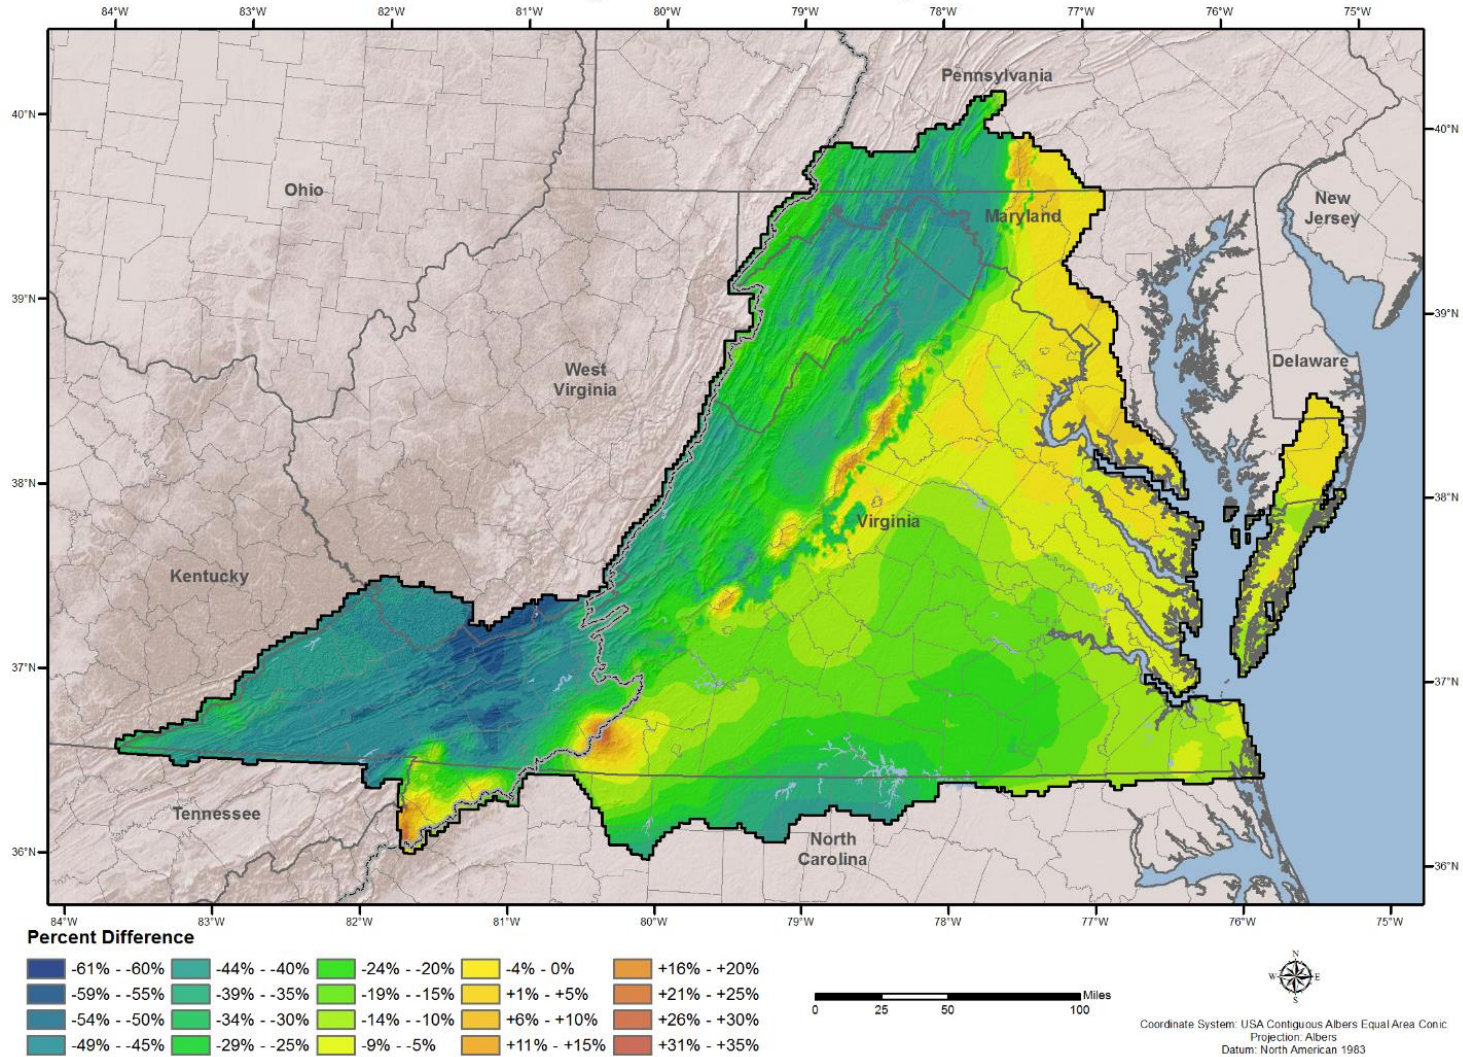 84°W 83°W 82°W 81°W 80°W 79°W 78°W 77°W 76°W 75°W
Pennsylvania
40°N 40°N
Ohio
New
Jersey
Maryland
39°N 39°N
West
Virginia
Delaware
38°N 38°N
Virginia
Kentucky
37°N 37°N
Tennessee
North
Carolina
36°N 36°N
84°W 83°W 82°W 81°W 80°W 79°W 78°W 77°W 76°W 75°W
Percent Difference
-61% - -60% -44% - -40% -24% - -20% -4% - 0% +16% - +20%
-59% - -55% -39% - -35% -19% - -15% +1% - +5% +21% - +25%
-54% - -50% -34% - -30% -14% - -10% +6% - +10% +26% - +30%
-49% - -45% -29% - -25% -9% - -5% +11% - +15% +31% - +35%
Miles
0 25 50 100
N
W E
S
Coordinate System: USA Contiguous Albers Equal Area Conic
Projection: Albers
Datum: North American 1983